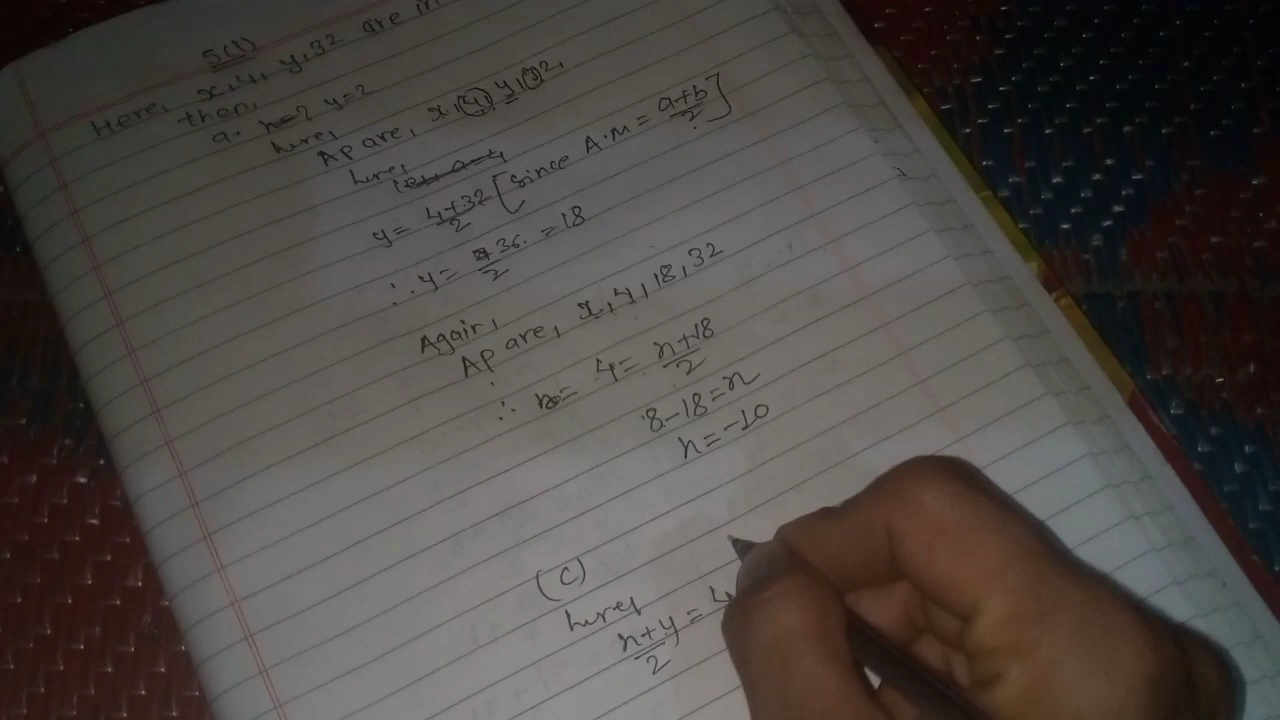 5(1)
Here, x, 4, y, 32 are in
then,
a. x=? y=?
here,
AP are, x, 4, y, 32,
here,
y = 4+32/2 [Since A.M = a+b/2]
∴ y = 36/2 = 18
Again,
AP are, x, 4, 18, 32
∴ 4 = x+18/2
8-18 = x
x = -10
(C)
here,
x+y/2 = 4